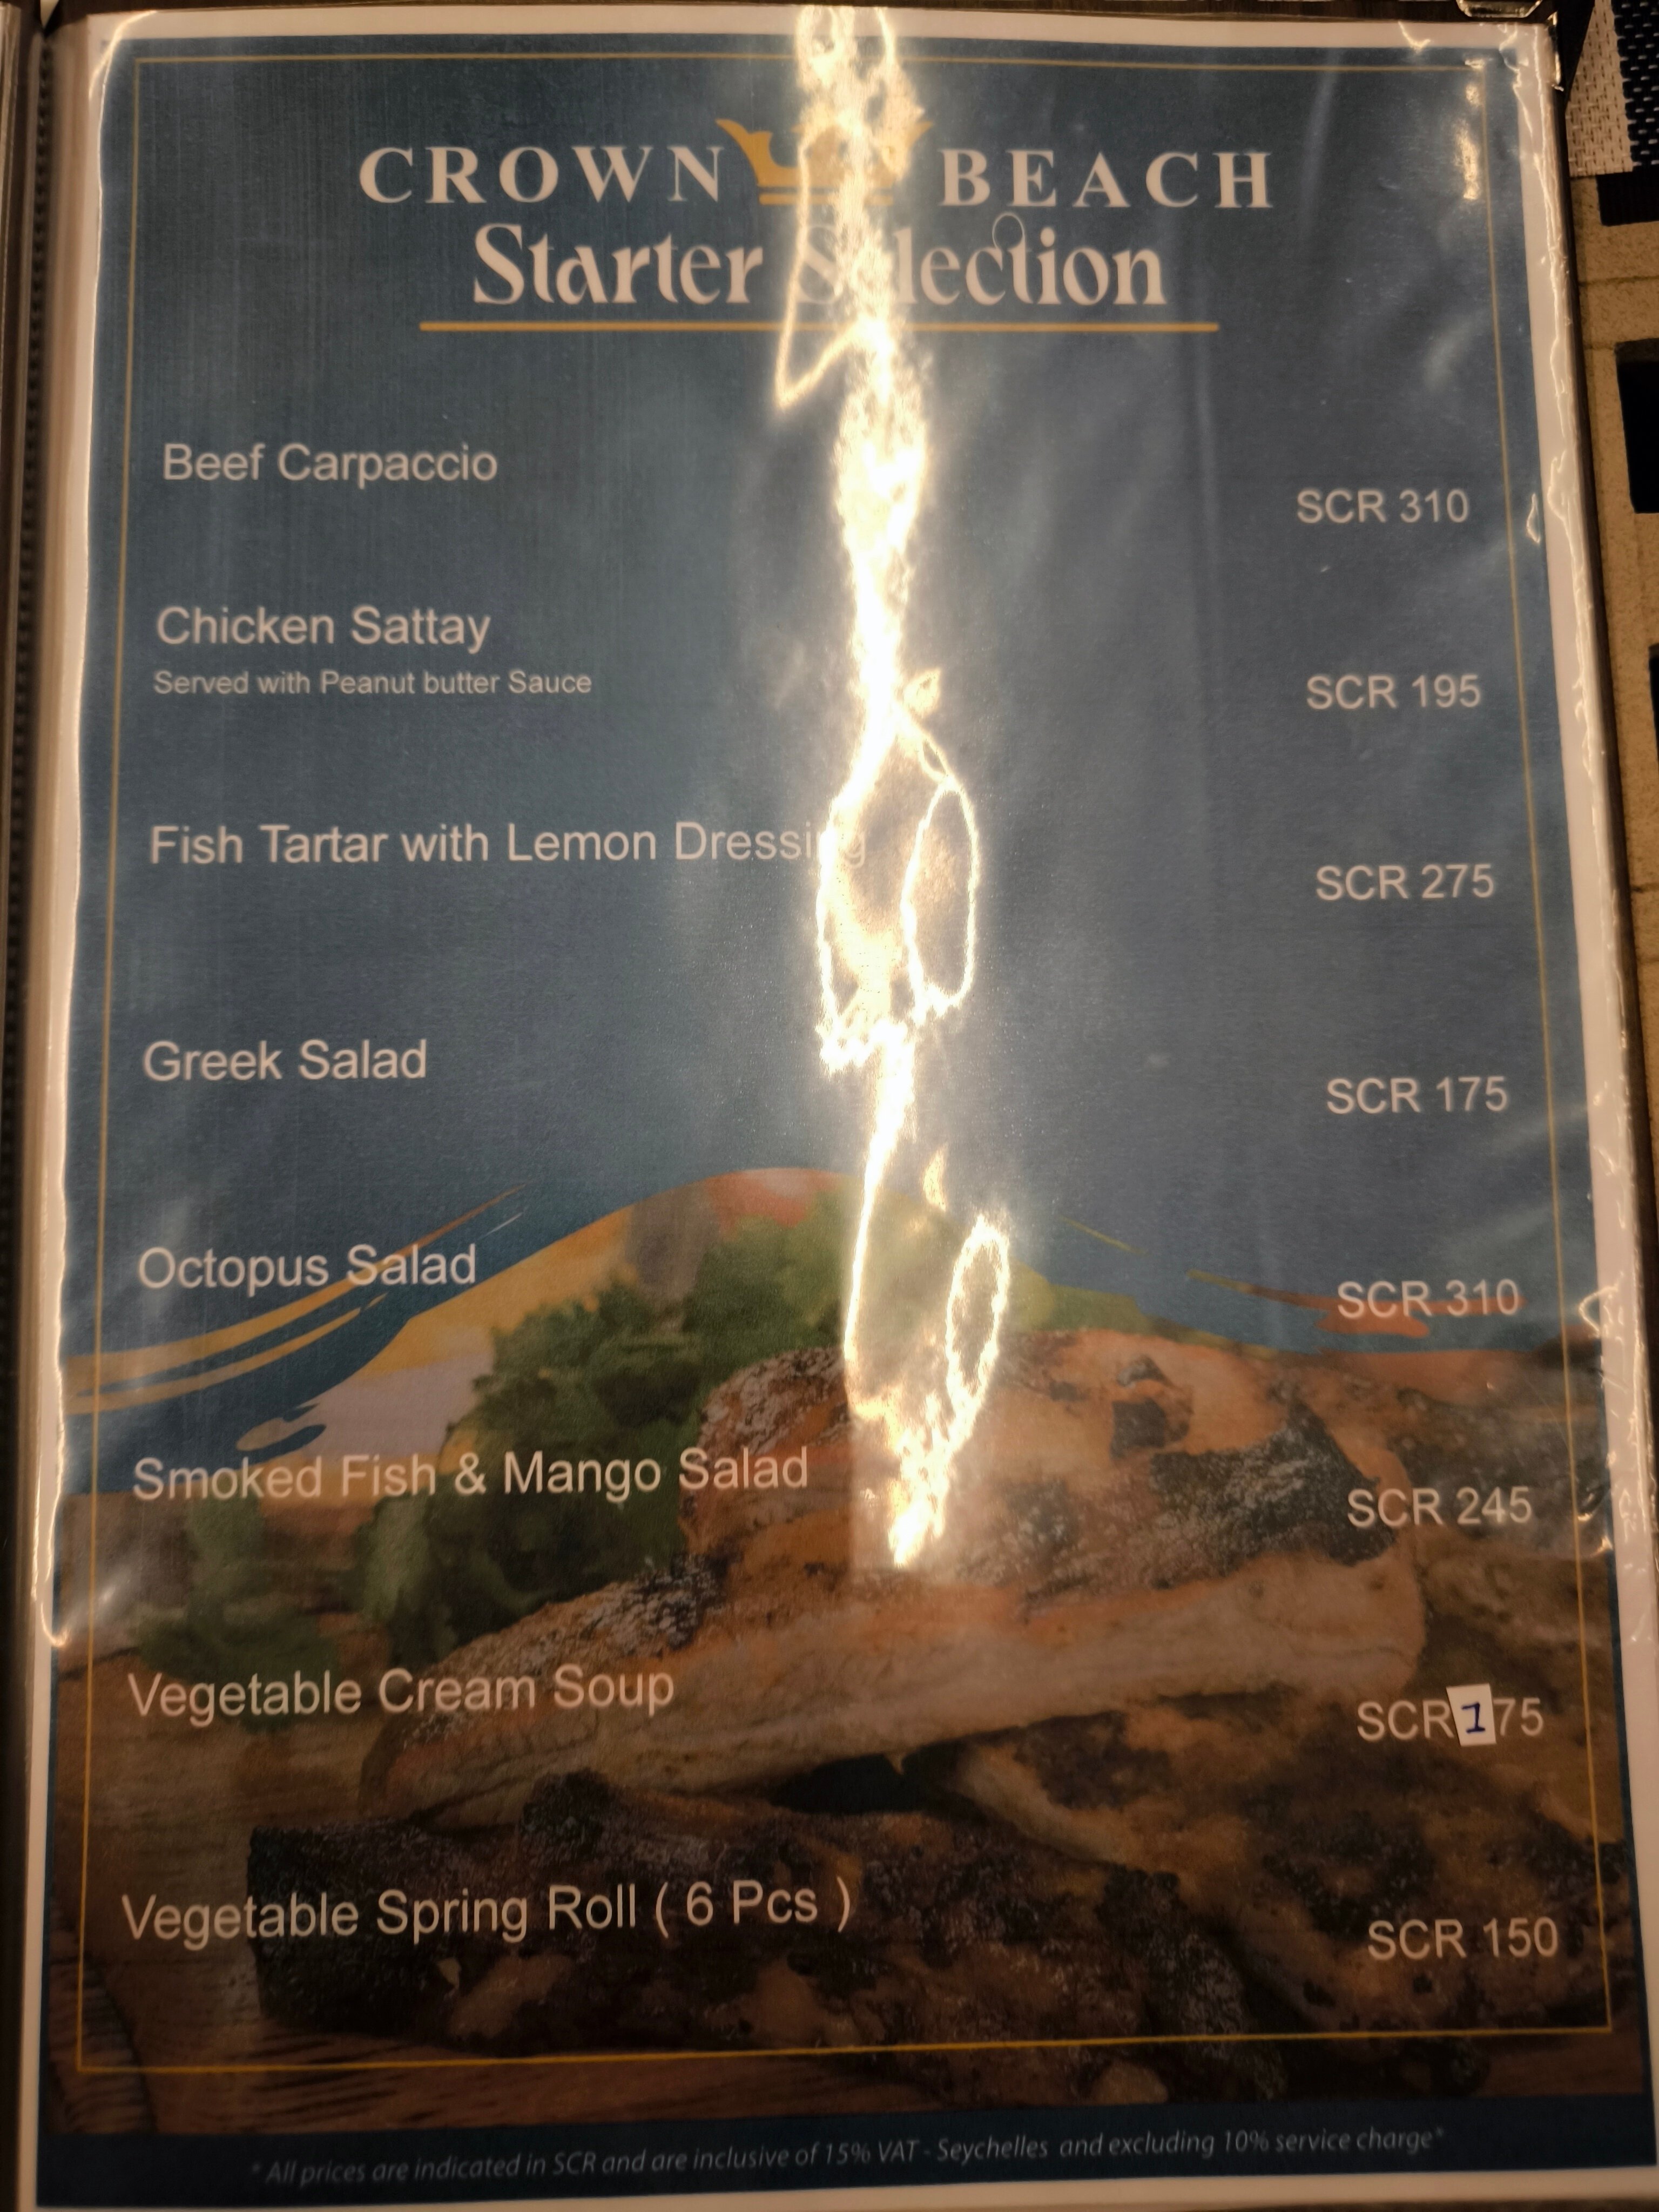 CROWN BEACH
Starter Selection
Beef Carpaccio
SCR 310
Chicken Sattay
Served with Peanut butter Sauce
SCR 195
Fish Tartar with Lemon Dressing
SCR 275
Greek Salad
SCR 175
Octopus Salad
SCR 310
Smoked Fish & Mango Salad
SCR 245
Vegetable Cream Soup
SCR 175
Vegetable Spring Roll ( 6 Pcs )
SCR 150
* All prices are indicated in SCR and are inclusive of 15% VAT - Seychelles and excluding 10% service charge*